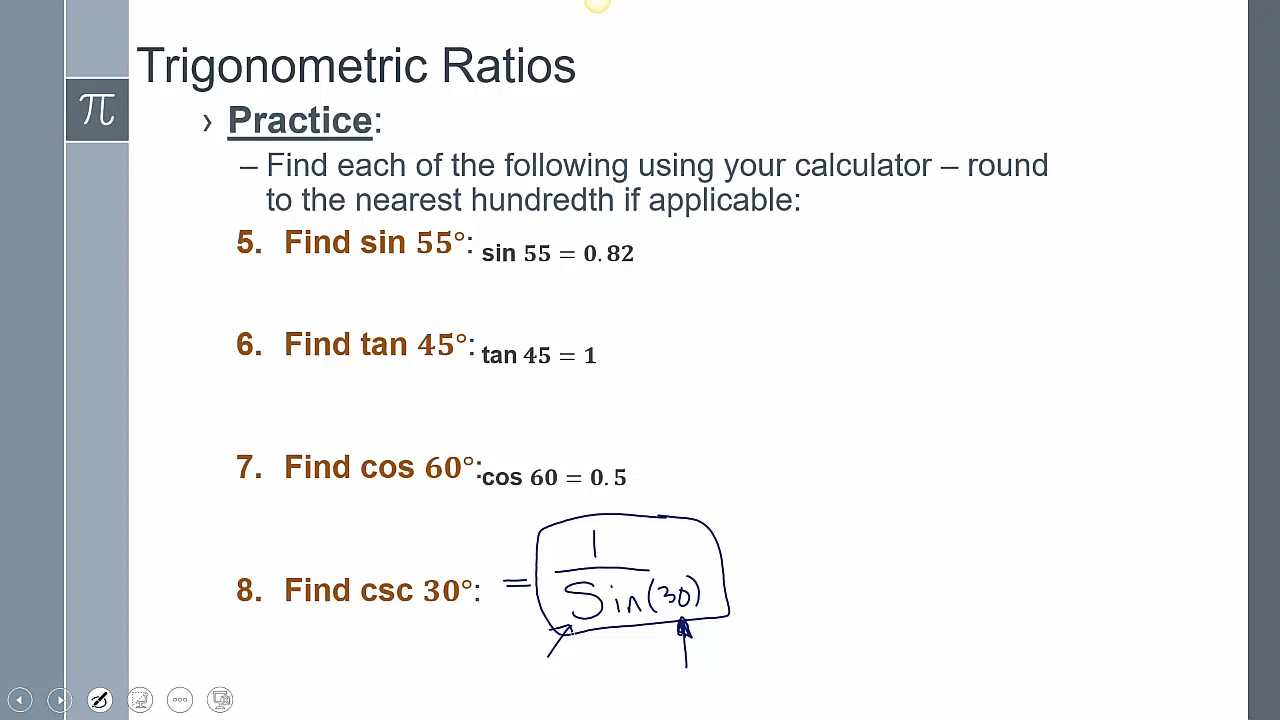 Trigonometric Ratios
π
› Practice:
– Find each of the following using your calculator – round
to the nearest hundredth if applicable:
5. Find sin 55°: sin 55 = 0.82
6. Find tan 45°: tan 45 = 1
7. Find cos 60°: cos 60 = 0.5
8. Find csc 30°: = 1
Sin(30)